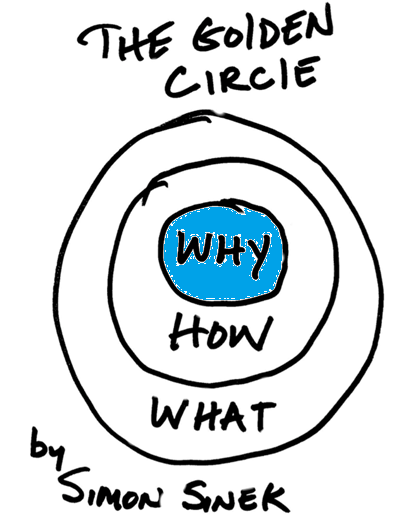 THE GOLDEN
CIRCLE
WHY
HOW
WHAT
by
SIMON SINEK